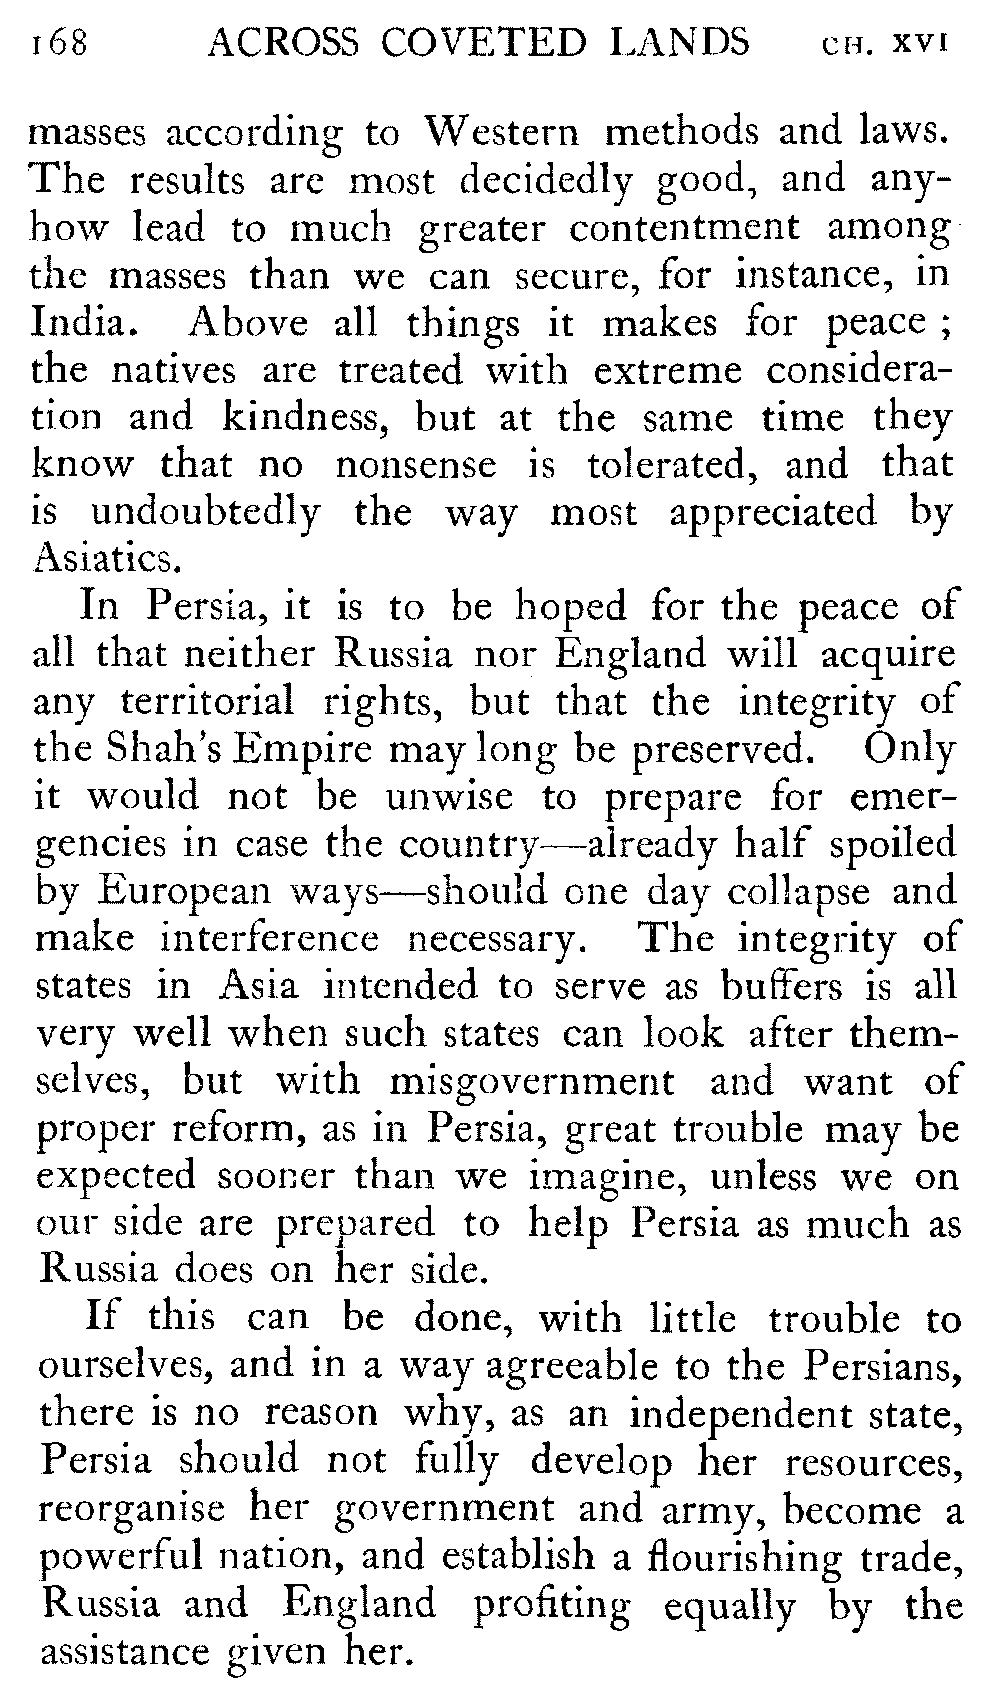 168 ACROSS COVETED LANDS CH. XVI
masses according to Western methods and laws.
The results are most decidedly good, and any-
how lead to much greater contentment among
the masses than we can secure, for instance, in
India. Above all things it makes for peace ;
the natives are treated with extreme considera-
tion and kindness, but at the same time they
know that no nonsense is tolerated, and that
is undoubtedly the way most appreciated by
Asiatics.
In Persia, it is to be hoped for the peace of
all that neither Russia nor England will acquire
any territorial rights, but that the integrity of
the Shah's Empire may long be preserved. Only
it would not be unwise to prepare for emer-
gencies in case the country—already half spoiled
by European ways—should one day collapse and
make interference necessary. The integrity of
states in Asia intended to serve as buffers is all
very well when such states can look after them-
selves, but with misgovernment and want of
proper reform, as in Persia, great trouble may be
expected sooner than we imagine, unless we on
our side are prepared to help Persia as much as
Russia does on her side.
If this can be done, with little trouble to
ourselves, and in a way agreeable to the Persians,
there is no reason why, as an independent state,
Persia should not fully develop her resources,
reorganise her government and army, become a
powerful nation, and establish a flourishing trade,
Russia and England profiting equally by the
assistance given her.